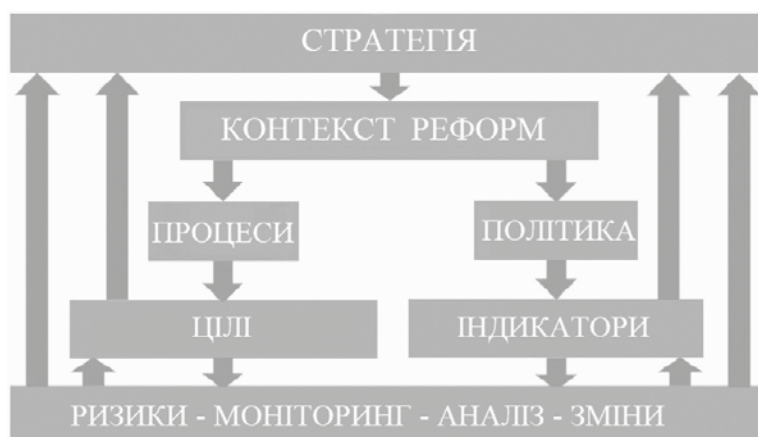 СТРАТЕГІЯ
КОНТЕКСТ РЕФОРМ
ПРОЦЕСИ
ПОЛІТИКА
ЦІЛІ
ІНДИКАТОРИ
РИЗИКИ - МОНІТОРИНГ - АНАЛІЗ - ЗМІНИ